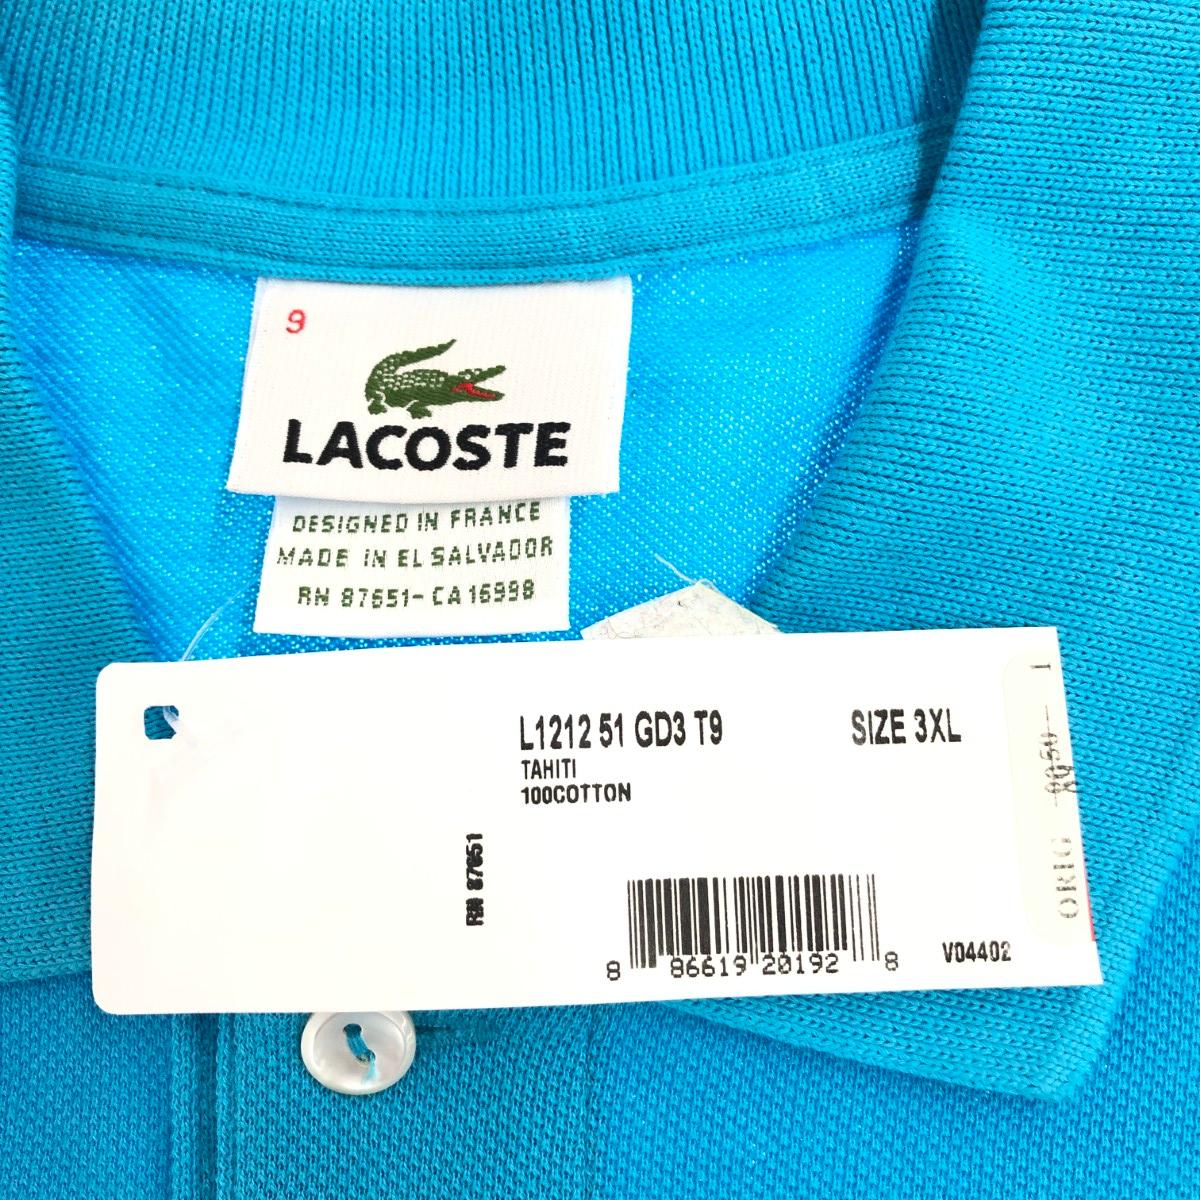 9
LACOSTE
DESIGNED IN FRANCE
MADE IN EL SALVADOR
RN 87651-CA 16998
L1212 51 GD3 T9
SIZE 3XL
TAHITI
100COTTON
RN 87651
8 86619 20192 8
V04402
ORIG